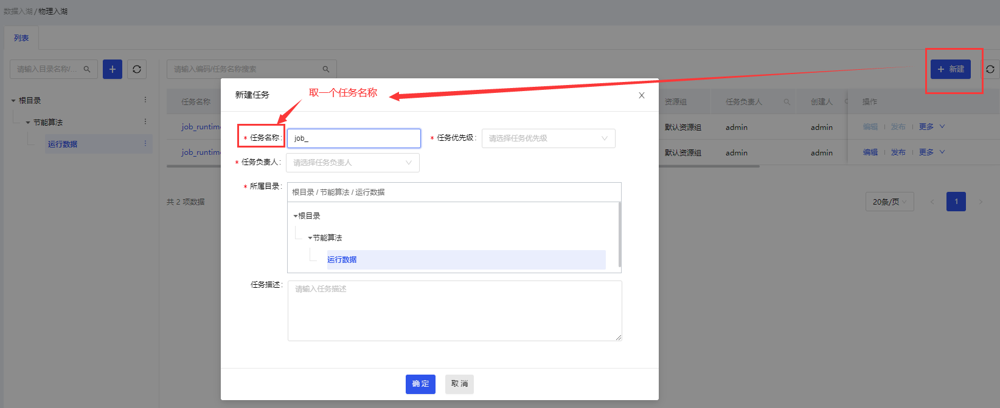 数据入湖 / 物理入湖
列表
请输入目录名称/...
请输入编码/任务名称搜索
+ 新建
根目录
节能算法
运行数据
任务名称
资源组
任务负责人
创建人
操作
job_runtime
默认资源组
admin
admin
编辑
发布
更多
job_runtime
默认资源组
admin
admin
编辑
发布
更多
共 2 项数据
20条/页
1
新建任务
取一个任务名称
X
* 任务名称:
job_
* 任务优先级:
请选择任务优先级
* 任务负责人:
请选择任务负责人
* 所属目录:
根目录 / 节能算法 / 运行数据
根目录
节能算法
运行数据
任务描述:
请输入任务描述
确 定
取 消